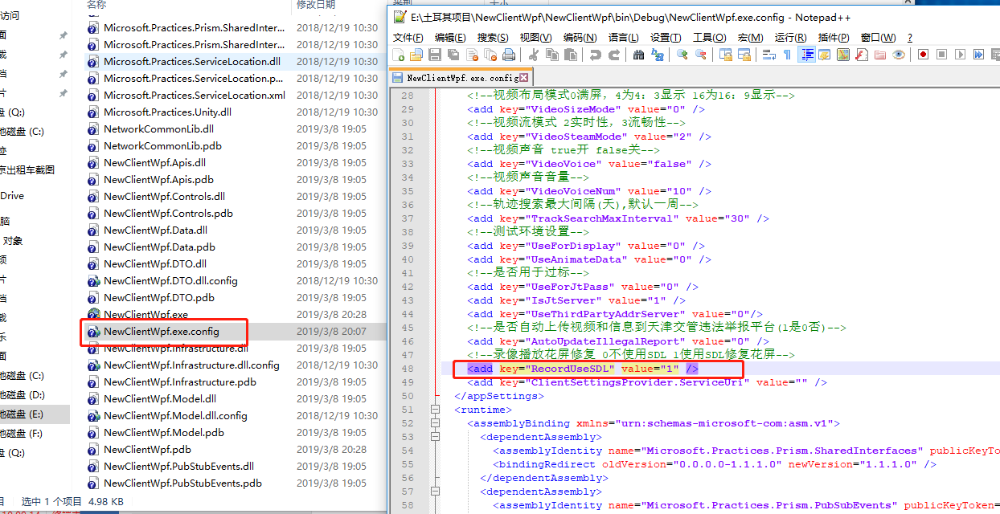 名称
修改日期
类型
大小
访问
面
载
档
片
盘 (Q:)
地磁盘 (C:)
京出租车截图
Drive
脑
对象
频
片
档
载
乐
面
地磁盘 (C:)
地磁盘 (D:)
地磁盘 (E:)
地磁盘 (F:)
盘 (Q:)
Microsoft.Practices.Prism.SharedInter... 2018/12/19 10:30
Microsoft.Practices.Prism.SharedInter... 2018/12/19 10:30
Microsoft.Practices.ServiceLocation.dll 2018/12/19 10:30
Microsoft.Practices.ServiceLocation.p... 2018/12/19 10:30
Microsoft.Practices.ServiceLocation.xml 2018/12/19 10:30
Microsoft.Practices.Unity.dll 2018/12/19 10:30
NetworkCommonLib.dll 2019/3/8 19:05
NetworkCommonLib.pdb 2019/3/8 19:05
NewClientWpf.Apis.dll 2019/3/8 19:05
NewClientWpf.Apis.pdb 2019/3/8 19:05
NewClientWpf.Controls.dll 2019/3/8 19:05
NewClientWpf.Controls.pdb 2019/3/8 19:05
NewClientWpf.Data.dll 2019/3/8 19:05
NewClientWpf.Data.pdb 2019/3/8 19:05
NewClientWpf.DTO.dll 2019/3/8 19:05
NewClientWpf.DTO.dll.config 2018/12/19 10:30
NewClientWpf.DTO.pdb 2019/3/8 19:05
NewClientWpf.exe 2019/3/8 20:28
NewClientWpf.exe.config 2019/3/8 20:07
NewClientWpf.Infrastructure.dll 2019/3/8 19:05
NewClientWpf.Infrastructure.dll.config 2018/12/19 10:30
NewClientWpf.Infrastructure.pdb 2019/3/8 19:05
NewClientWpf.Model.dll 2019/3/8 19:05
NewClientWpf.Model.dll.config 2018/12/19 10:30
NewClientWpf.Model.pdb 2019/3/8 19:05
NewClientWpf.pdb 2019/3/8 20:28
NewClientWpf.PubStubEvents.dll 2019/3/8 19:05
NewClientWpf.PubStubEvents.pdb 2019/3/8 19:05
选中 1 个项目 4.98 KB
E:\土耳其项目\NewClientWpf\NewClientWpf\bin\Debug\NewClientWpf.exe.config - Notepad++
文件(F) 编辑(E) 搜索(S) 视图(V) 编码(N) 语言(L) 设置(T) 工具(O) 宏(M) 运行(R) 插件(P) 窗口(W) ?
NewClientWpf.exe.config
28 <!--视频布局模式0满屏，4为4：3显示 16为16：9显示-->
29 <add key="VideoSizeMode" value="0" />
30 <!--视频流模式 2实时性，3流畅性-->
31 <add key="VideoSteamMode" value="2" />
32 <!--视频声音 true开 false关-->
33 <add key="VideoVoice" value="false" />
34 <!--视频声音音量-->
35 <add key="VideoVoiceNum" value="10" />
36 <!--轨迹搜索最大间隔(天),默认一周-->
37 <add key="TrackSearchMaxInterval" value="30" />
38 <!--测试环境设置-->
39 <add key="UseForDisplay" value="0" />
40 <add key="UseAnimateData" value="0" />
41 <!--是否用于过标-->
42 <add key="UseForJtPass" value="0" />
43 <add key="IsJtServer" value="1" />
44 <add key="UseThirdPartyAddrServer" value="0"/>
45 <!--是否自动上传视频和信息到天津交管违法举报平台(1是0否)-->
46 <add key="AutoUpdateIllegalReport" value="0" />
47 <!--录像播放花屏修复 0不使用SDL 1使用SDL修复花屏-->
48 <add key="RecordUseSDL" value="1" />
49 <add key="ClientSettingsProvider.ServiceUri" value="" />
50 </appSettings>
51 <runtime>
52 <assemblyBinding xmlns="urn:schemas-microsoft-com:asm.v1">
53 <dependentAssembly>
54 <assemblyIdentity name="Microsoft.Practices.Prism.SharedInterfaces" publicKeyTo
55 <bindingRedirect oldVersion="0.0.0.0-1.1.1.0" newVersion="1.1.1.0" />
56 </dependentAssembly>
57 <dependentAssembly>
58 <assemblyIdentity name="Microsoft.Practices.Prism.PubSubEvents" publicKeyToken=